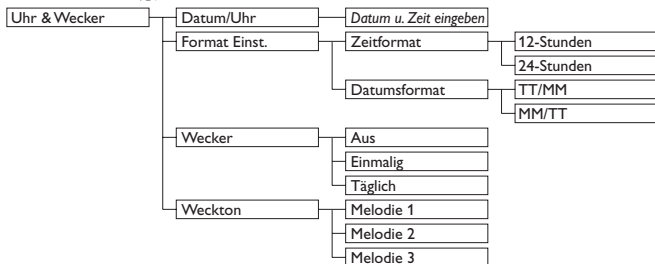 Uhr & Wecker Datum/Uhr Datum u. Zeit eingeben
Format Einst. Zeitformat 12-Stunden
24-Stunden
Datumsformat TT/MM
MM/TT
Wecker Aus
Einmalig
Täglich
Weckton Melodie 1
Melodie 2
Melodie 3